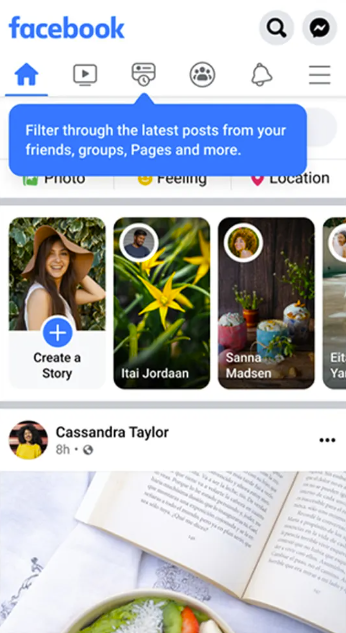 facebook
Filter through the latest posts from your
friends, groups, Pages and more.
Photo
Feeling
Location
Create a
Story
Itai Jordaan
Sanna
Madsen
Eit
Yar
Cassandra Taylor
8h •